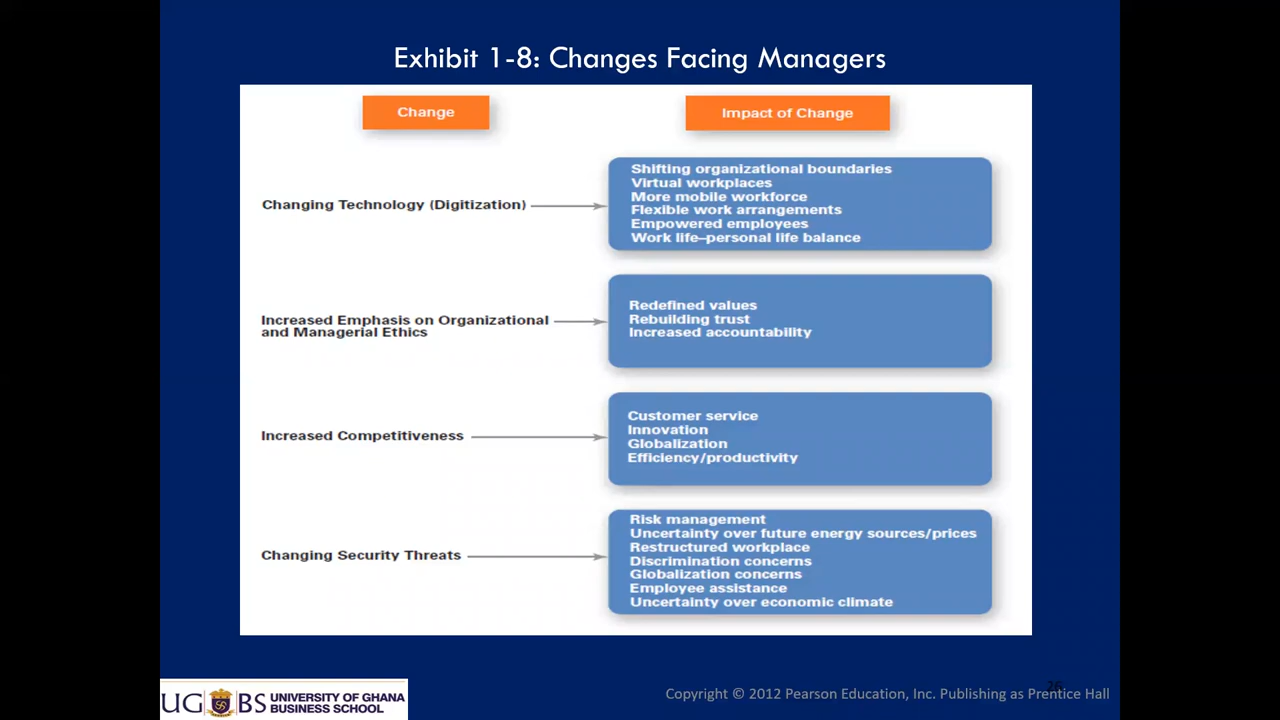 Exhibit 1-8: Changes Facing Managers
Change
Impact of Change
Changing Technology (Digitization)
Shifting organizational boundaries
Virtual workplaces
More mobile workforce
Flexible work arrangements
Empowered employees
Work life–personal life balance
Increased Emphasis on Organizational
and Managerial Ethics
Redefined values
Rebuilding trust
Increased accountability
Increased Competitiveness
Customer service
Innovation
Globalization
Efficiency/productivity
Changing Security Threats
Risk management
Uncertainty over future energy sources/prices
Restructured workplace
Discrimination concerns
Globalization concerns
Employee assistance
Uncertainty over economic climate
UGBS
UNIVERSITY OF GHANA
BUSINESS SCHOOL
26
Copyright © 2012 Pearson Education, Inc. Publishing as Prentice Hall